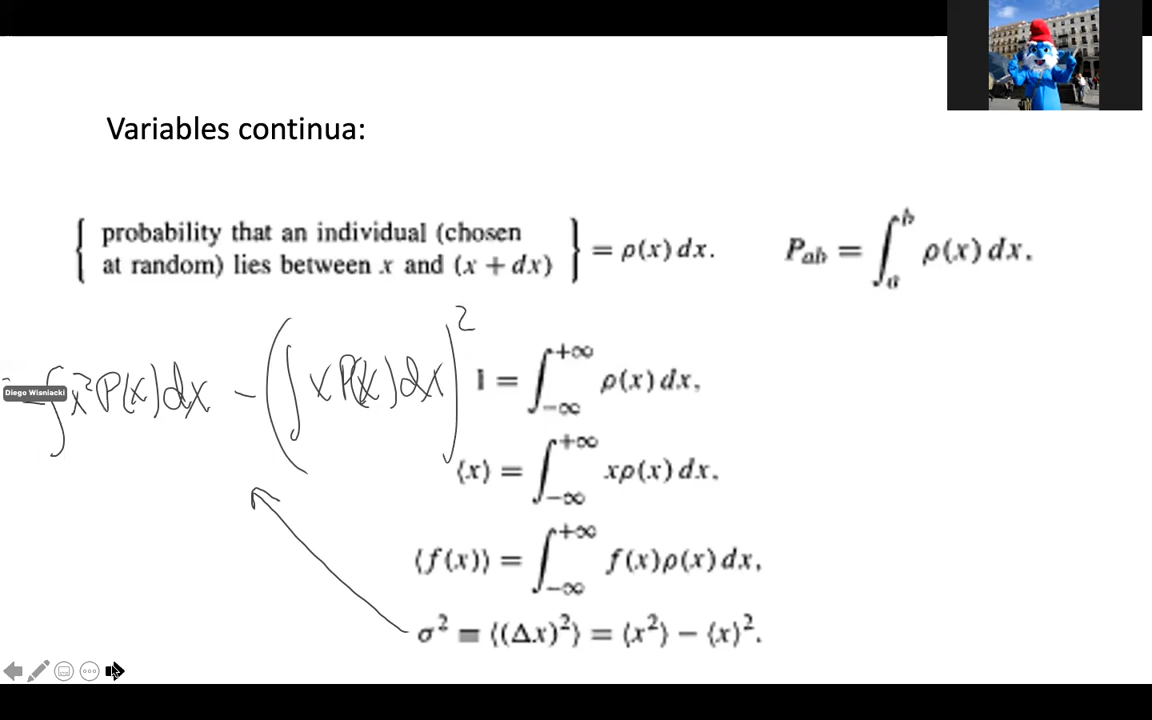 Variables continua:
{ probability that an individual (chosen at random) lies between x and (x + dx) } = ρ(x) dx.
P_ab = ∫_a^b ρ(x) dx.
∫x²P(x)dx - (∫xP(x)dx)²
Diego Wisniacki
1 = ∫_{-∞}^{+∞} ρ(x) dx,
⟨x⟩ = ∫_{-∞}^{+∞} xρ(x) dx,
⟨f(x)⟩ = ∫_{-∞}^{+∞} f(x)ρ(x) dx,
σ² ≡ ⟨(Δx)²⟩ = ⟨x²⟩ − ⟨x⟩².